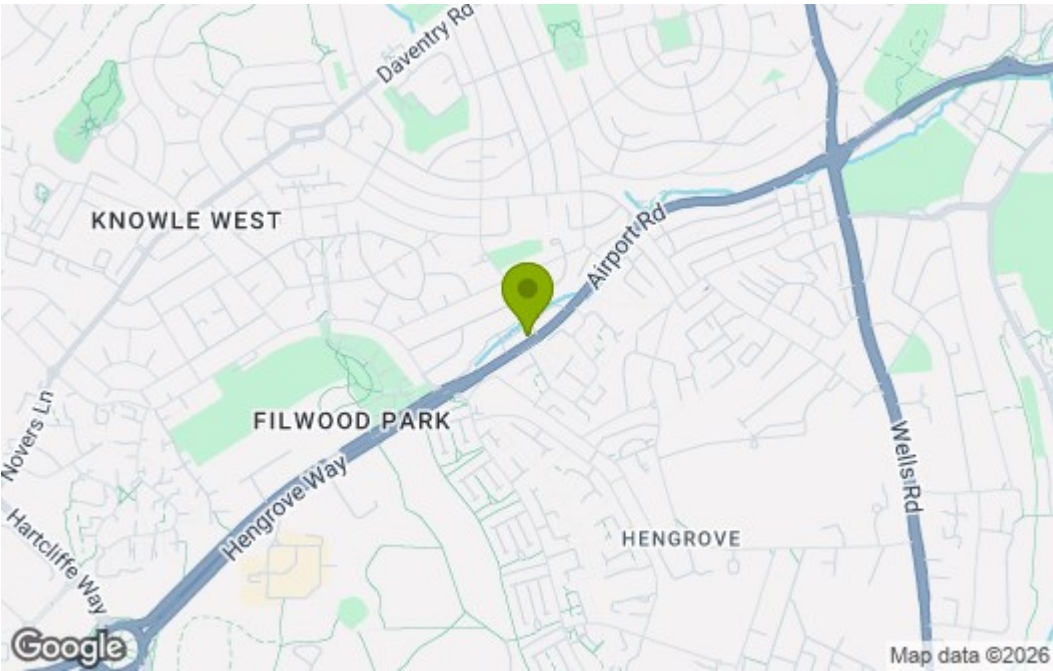 Daventry Rd
KNOWLE WEST
Airport Rd
Novers Ln
FILWOOD PARK
Wells Rd
Hengrove Way
Hartcliffe Way
HENGROVE
Google
Map data ©2026